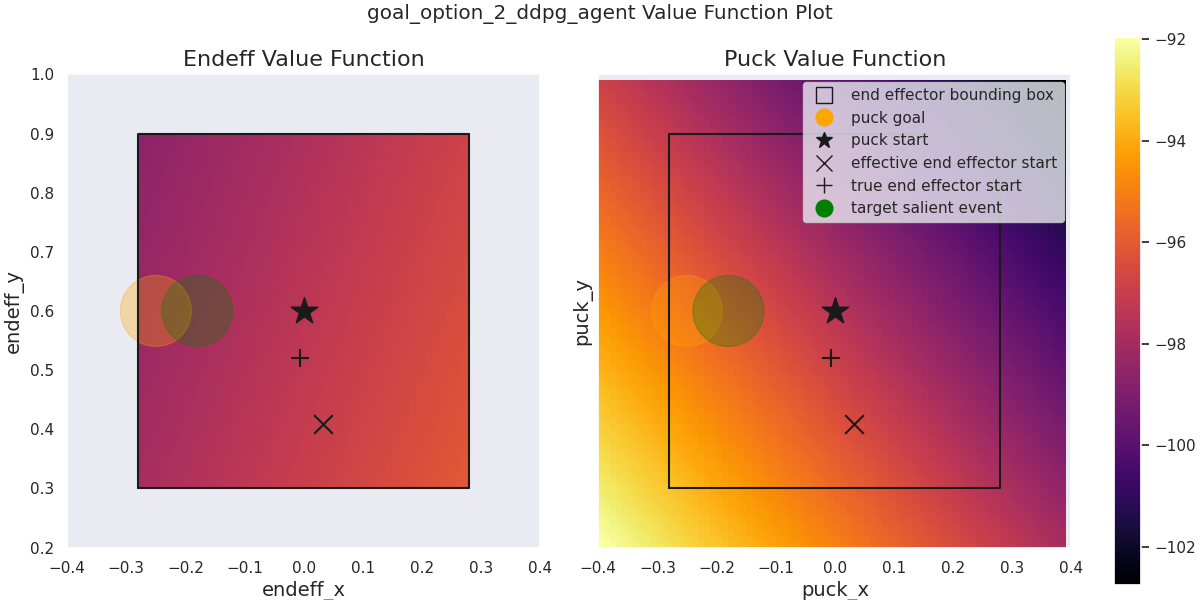 goal_option_2_ddpg_agent Value Function Plot
Endeff Value Function
1.0
0.9
0.8
0.7
0.6
0.5
0.4
0.3
0.2
endeff_y
−0.4 −0.3 −0.2 −0.1 0.0 0.1 0.2 0.3 0.4
endeff_x
Puck Value Function
end effector bounding box
puck goal
puck start
effective end effector start
true end effector start
target salient event
puck_y
−0.4 −0.3 −0.2 −0.1 0.0 0.1 0.2 0.3 0.4
puck_x
−92
−94
−96
−98
−100
−102